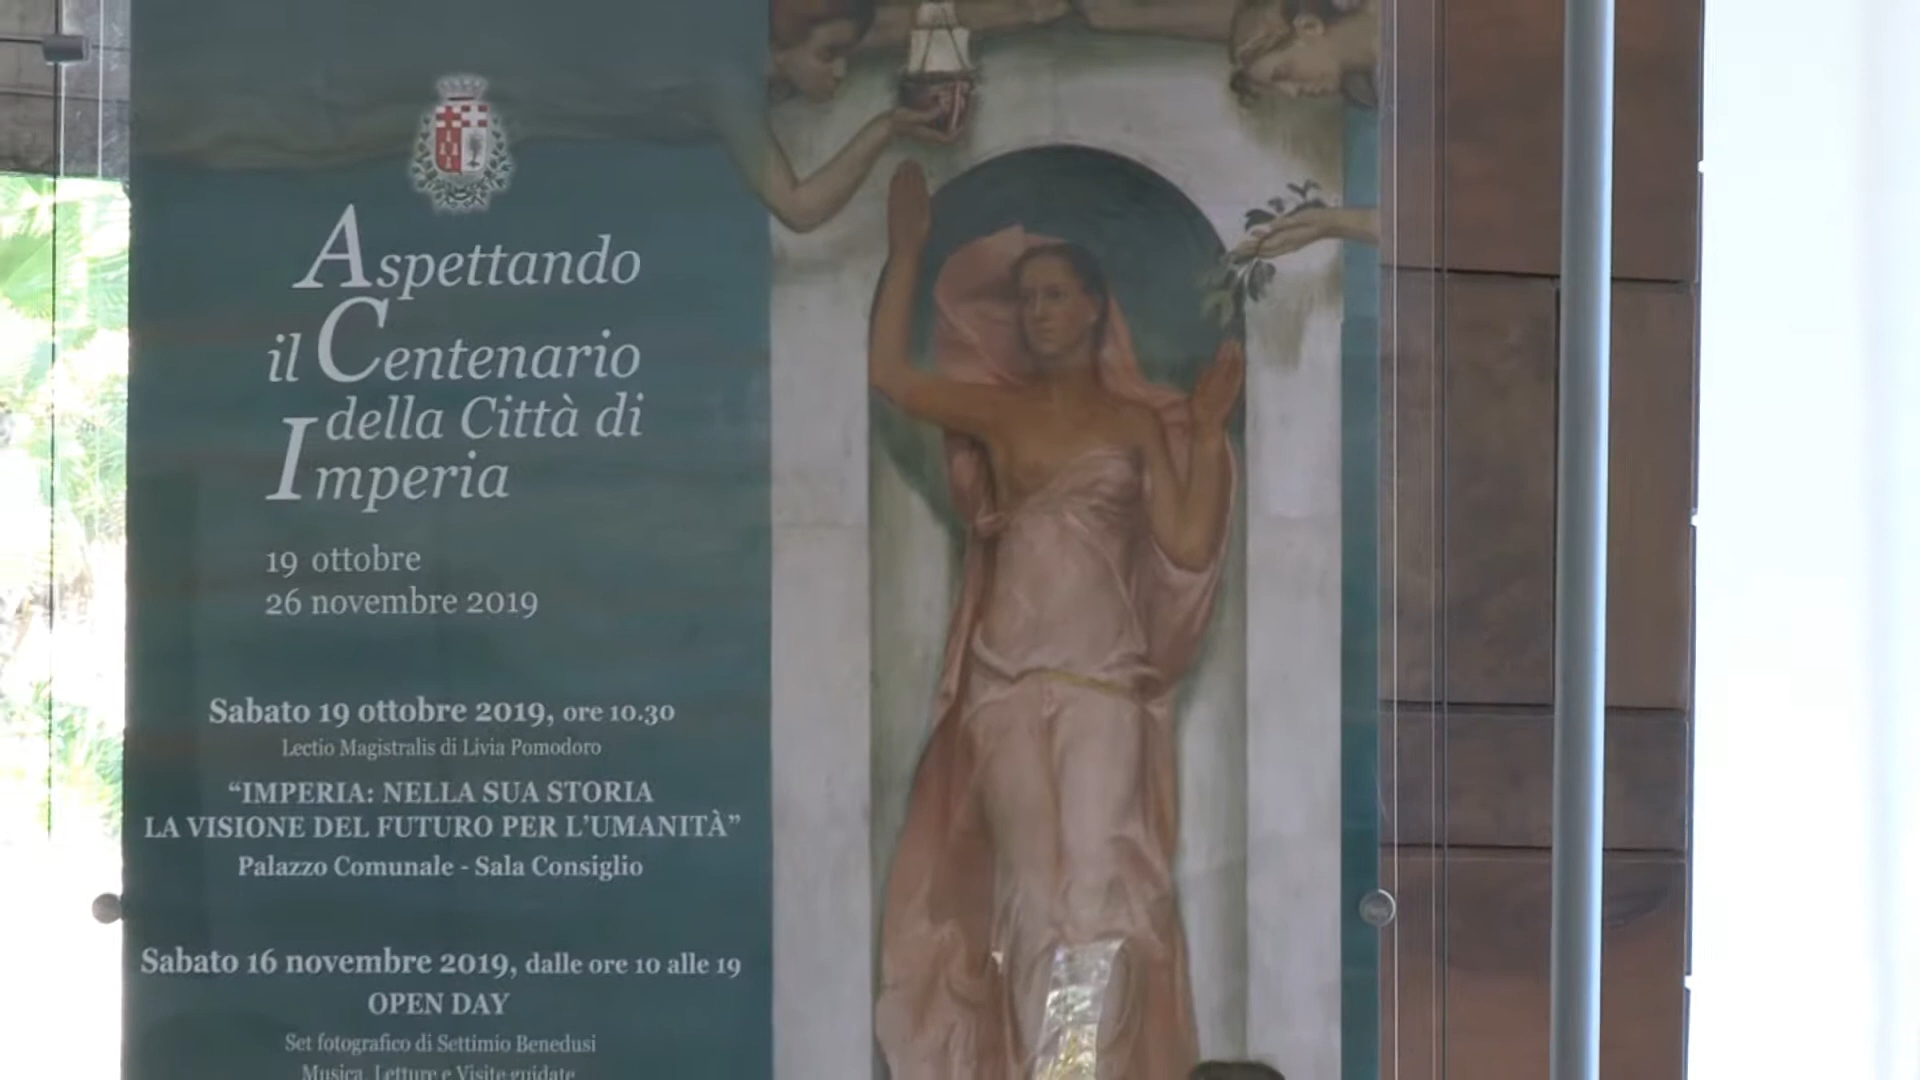 Aspettando
il Centenario
della Città di
Imperia
19 ottobre
26 novembre 2019
Sabato 19 ottobre 2019, ore 10.30
Lectio Magistralis di Livia Pomodoro
“IMPERIA: NELLA SUA STORIA
LA VISIONE DEL FUTURO PER L’UMANITÀ”
Palazzo Comunale - Sala Consiglio
Sabato 16 novembre 2019, dalle ore 10 alle 19
OPEN DAY
Set fotografico di Settimio Benedusi
Musica, Letture e Visite guidate